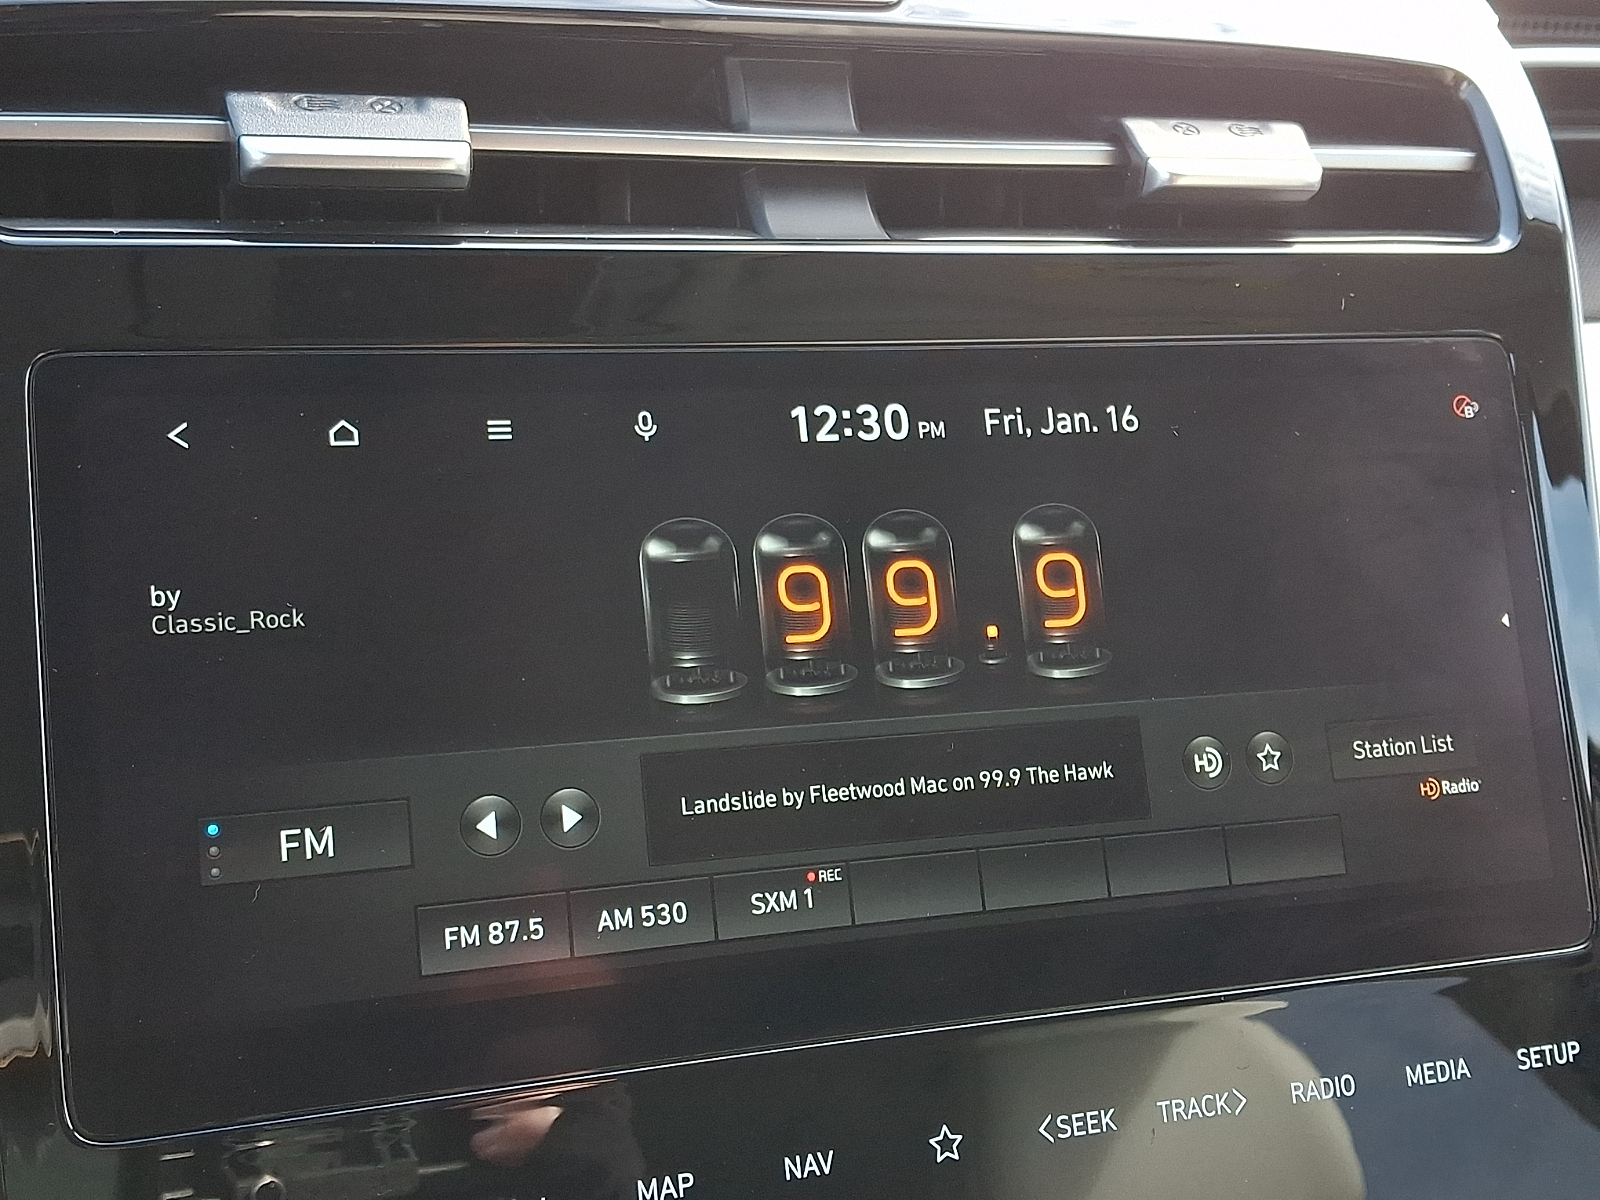 12:30 PM Fri, Jan. 16
B
99.9
by
Classic_Rock
Landslide by Fleetwood Mac on 99.9 The Hawk
HD
Station List
HD Radio
FM
REC
FM 87.5
AM 530
SXM 1
MAP
NAV
<SEEK
TRACK>
RADIO
MEDIA
SETUP